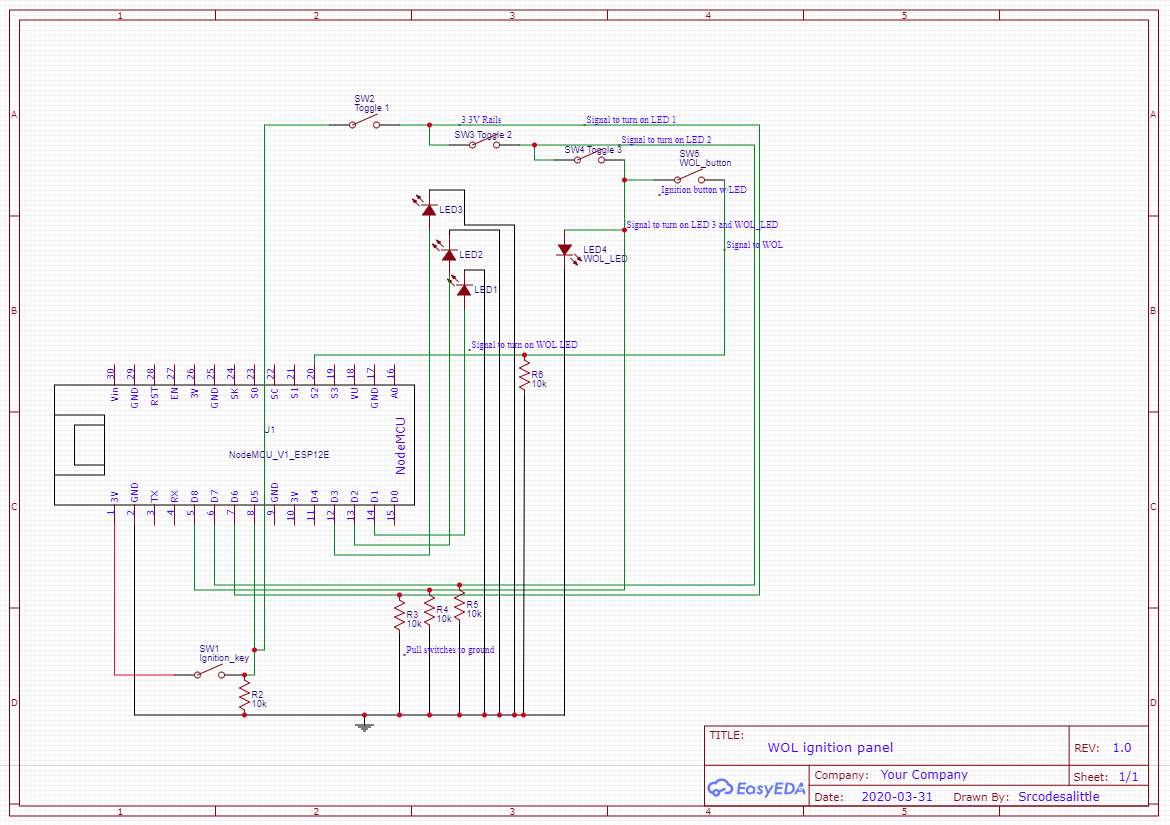 1 2 3 4 5
A A
SW2
Toggle 1
3.3V Rails
Signal to turn on LED 1
SW3 Toggle 2
Signal to turn on LED 2
SW4 Toggle 3
SW5
WOL_button
Ignition button w/LED
LED3
Signal to turn on LED 3 and WOL_LED
Signal to WOL
LED2
LED4
WOL_LED
LED1
B B
Signal to turn on WOL LED
R6
10k
30 29 28 27 26 25 24 23 22 21 20 19 18 17 16
Vin GND RST EN 3V GND SK S0 SC S1 S2 S3 VU GND A0
U1
NodeMCU_V1_ESP12E
NodeMCU
3V GND TX RX D8 D7 D6 D5 GND 3V D4 D3 D2 D1 D0
1 2 3 4 5 6 7 8 9 10 11 12 13 14 15
C C
R3
10k
R4
10k
R5
10k
Pull switches to ground
SW1
Ignition_key
R2
10k
D D
TITLE:
WOL ignition panel
REV: 1.0
EasyEDA
Company: Your Company
Sheet: 1/1
Date: 2020-03-31
Drawn By: Srcodesalittle
1 2 3 4 5